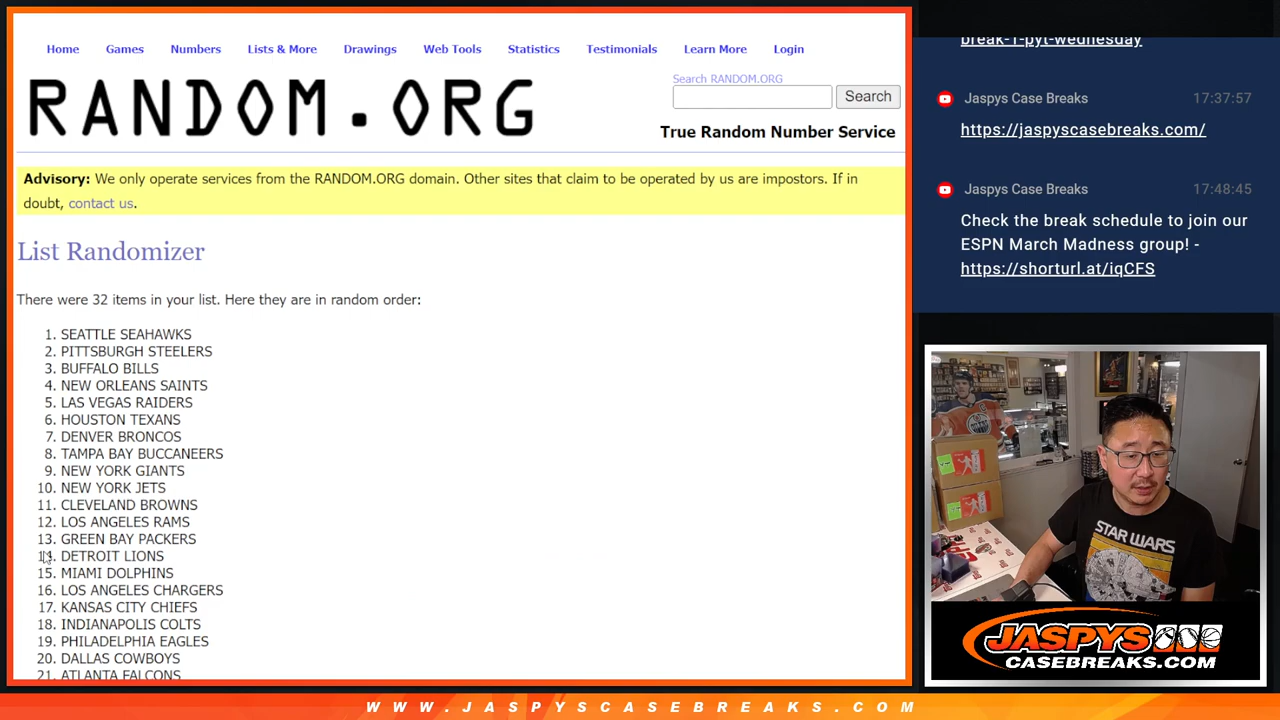 Home Games Numbers Lists & More Drawings Web Tools Statistics Testimonials Learn More Login
RANDOM.ORG
Search RANDOM.ORG
Search
True Random Number Service
Advisory: We only operate services from the RANDOM.ORG domain. Other sites that claim to be operated by us are impostors. If in
doubt, contact us.
List Randomizer
There were 32 items in your list. Here they are in random order:
1. SEATTLE SEAHAWKS
2. PITTSBURGH STEELERS
3. BUFFALO BILLS
4. NEW ORLEANS SAINTS
5. LAS VEGAS RAIDERS
6. HOUSTON TEXANS
7. DENVER BRONCOS
8. TAMPA BAY BUCCANEERS
9. NEW YORK GIANTS
10. NEW YORK JETS
11. CLEVELAND BROWNS
12. LOS ANGELES RAMS
13. GREEN BAY PACKERS
14. DETROIT LIONS
15. MIAMI DOLPHINS
16. LOS ANGELES CHARGERS
17. KANSAS CITY CHIEFS
18. INDIANAPOLIS COLTS
19. PHILADELPHIA EAGLES
20. DALLAS COWBOYS
21. ATLANTA FALCONS
break-1-pyt-wednesday
Jaspys Case Breaks 17:37:57
https://jaspyscasebreaks.com/
Jaspys Case Breaks 17:48:45
Check the break schedule to join our
ESPN March Madness group! -
https://shorturl.at/iqCFS
STAR WARS
JASPYS
CASEBREAKS.COM
WWW.JASPYSCASEBREAKS.COM